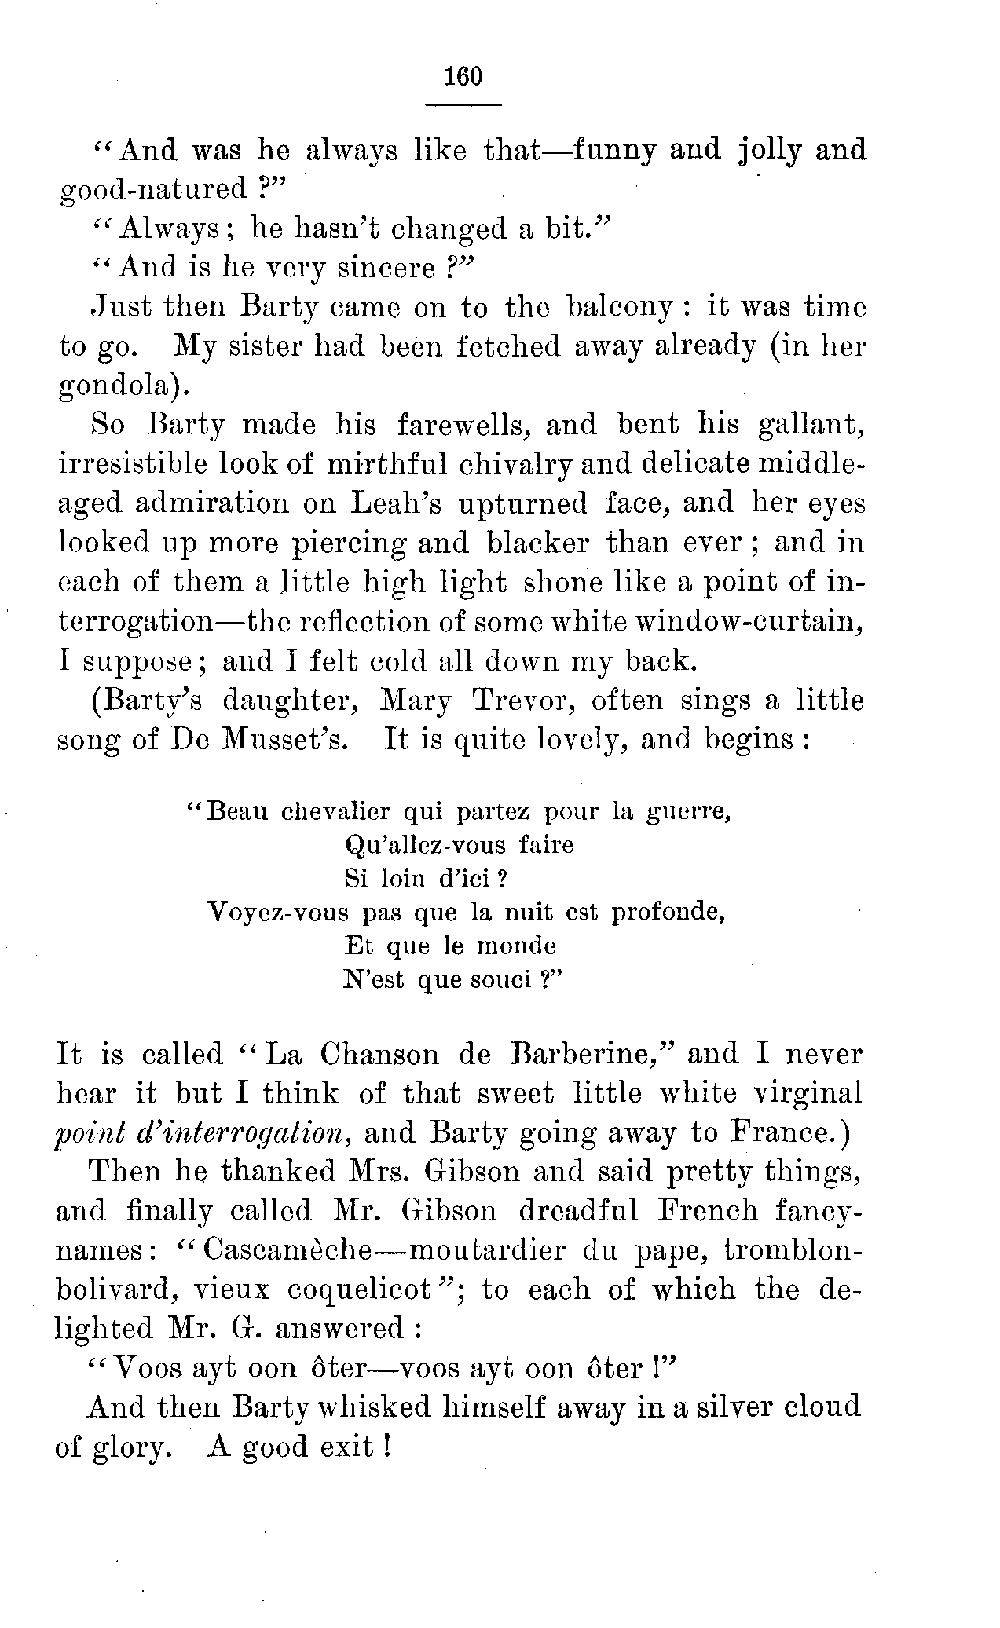 160
"And was he always like that—funny and jolly and
good-natured ?"
"Always; he hasn't changed a bit."
"And is he very sincere ?"
Just then Barty came on to the balcony : it was time
to go. My sister had been fetched away already (in her
gondola).
So Barty made his farewells, and bent his gallant,
irresistible look of mirthful chivalry and delicate middle-
aged admiration on Leah's upturned face, and her eyes
looked up more piercing and blacker than ever; and in
each of them a little high light shone like a point of in-
terrogation—the reflection of some white window-curtain,
I suppose; and I felt cold all down my back.
(Barty's daughter, Mary Trevor, often sings a little
song of De Musset's. It is quite lovely, and begins :
"Beau chevalier qui partez pour la guerre,
Qu'allez-vous faire
Si loin d'ici ?
Voyez-vous pas que la nuit est profonde,
Et que le monde
N'est que souci ?"
It is called "La Chanson de Barberine," and I never
hear it but I think of that sweet little white virginal
point d'interrogation, and Barty going away to France.)
Then he thanked Mrs. Gibson and said pretty things,
and finally called Mr. Gibson dreadful French fancy-
names : "Cascamèche—moutardier du pape, tromblon-
bolivard, vieux coquelicot"; to each of which the de-
lighted Mr. G. answered :
"Voos ayt oon ôter—voos ayt oon ôter !"
And then Barty whisked himself away in a silver cloud
of glory. A good exit !